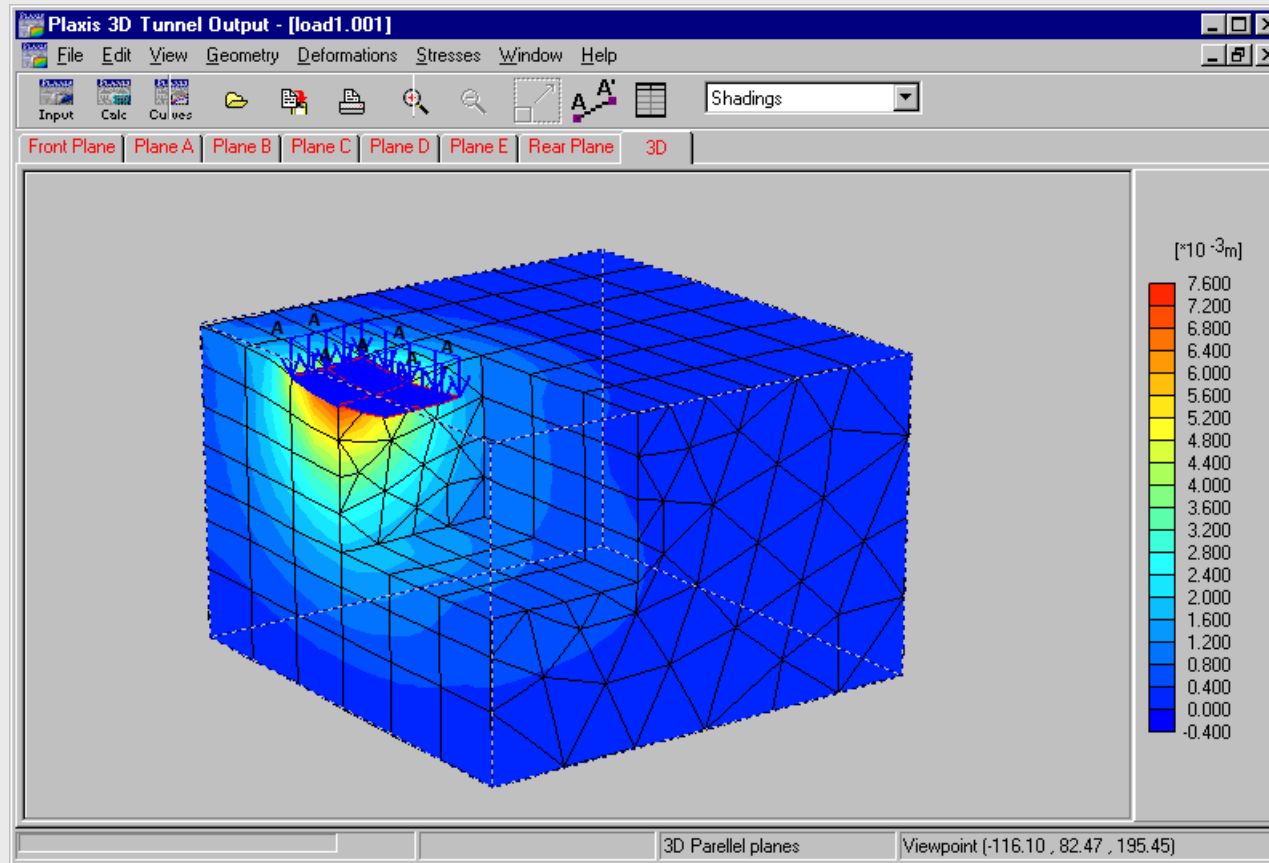 Plaxis 3D Tunnel Output - [load1.001]
File Edit View Geometry Deformations Stresses Window Help
Input Calc Curves
A A'
Shadings
Front Plane Plane A Plane B Plane C Plane D Plane E Rear Plane 3D
[*10 -3m]
7.600
7.200
6.800
6.400
6.000
5.600
5.200
4.800
4.400
4.000
3.600
3.200
2.800
2.400
2.000
1.600
1.200
0.800
0.400
0.000
-0.400
A A A A
A A A
3D Parellel planes
Viewpoint (-116.10 , 82.47 , 195.45)